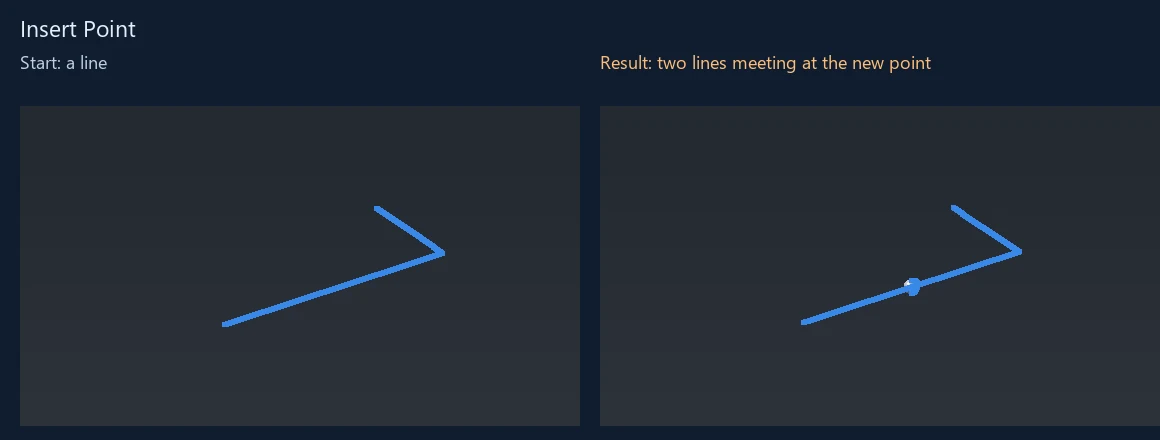 Insert Point
Start: a line
Result: two lines meeting at the new point